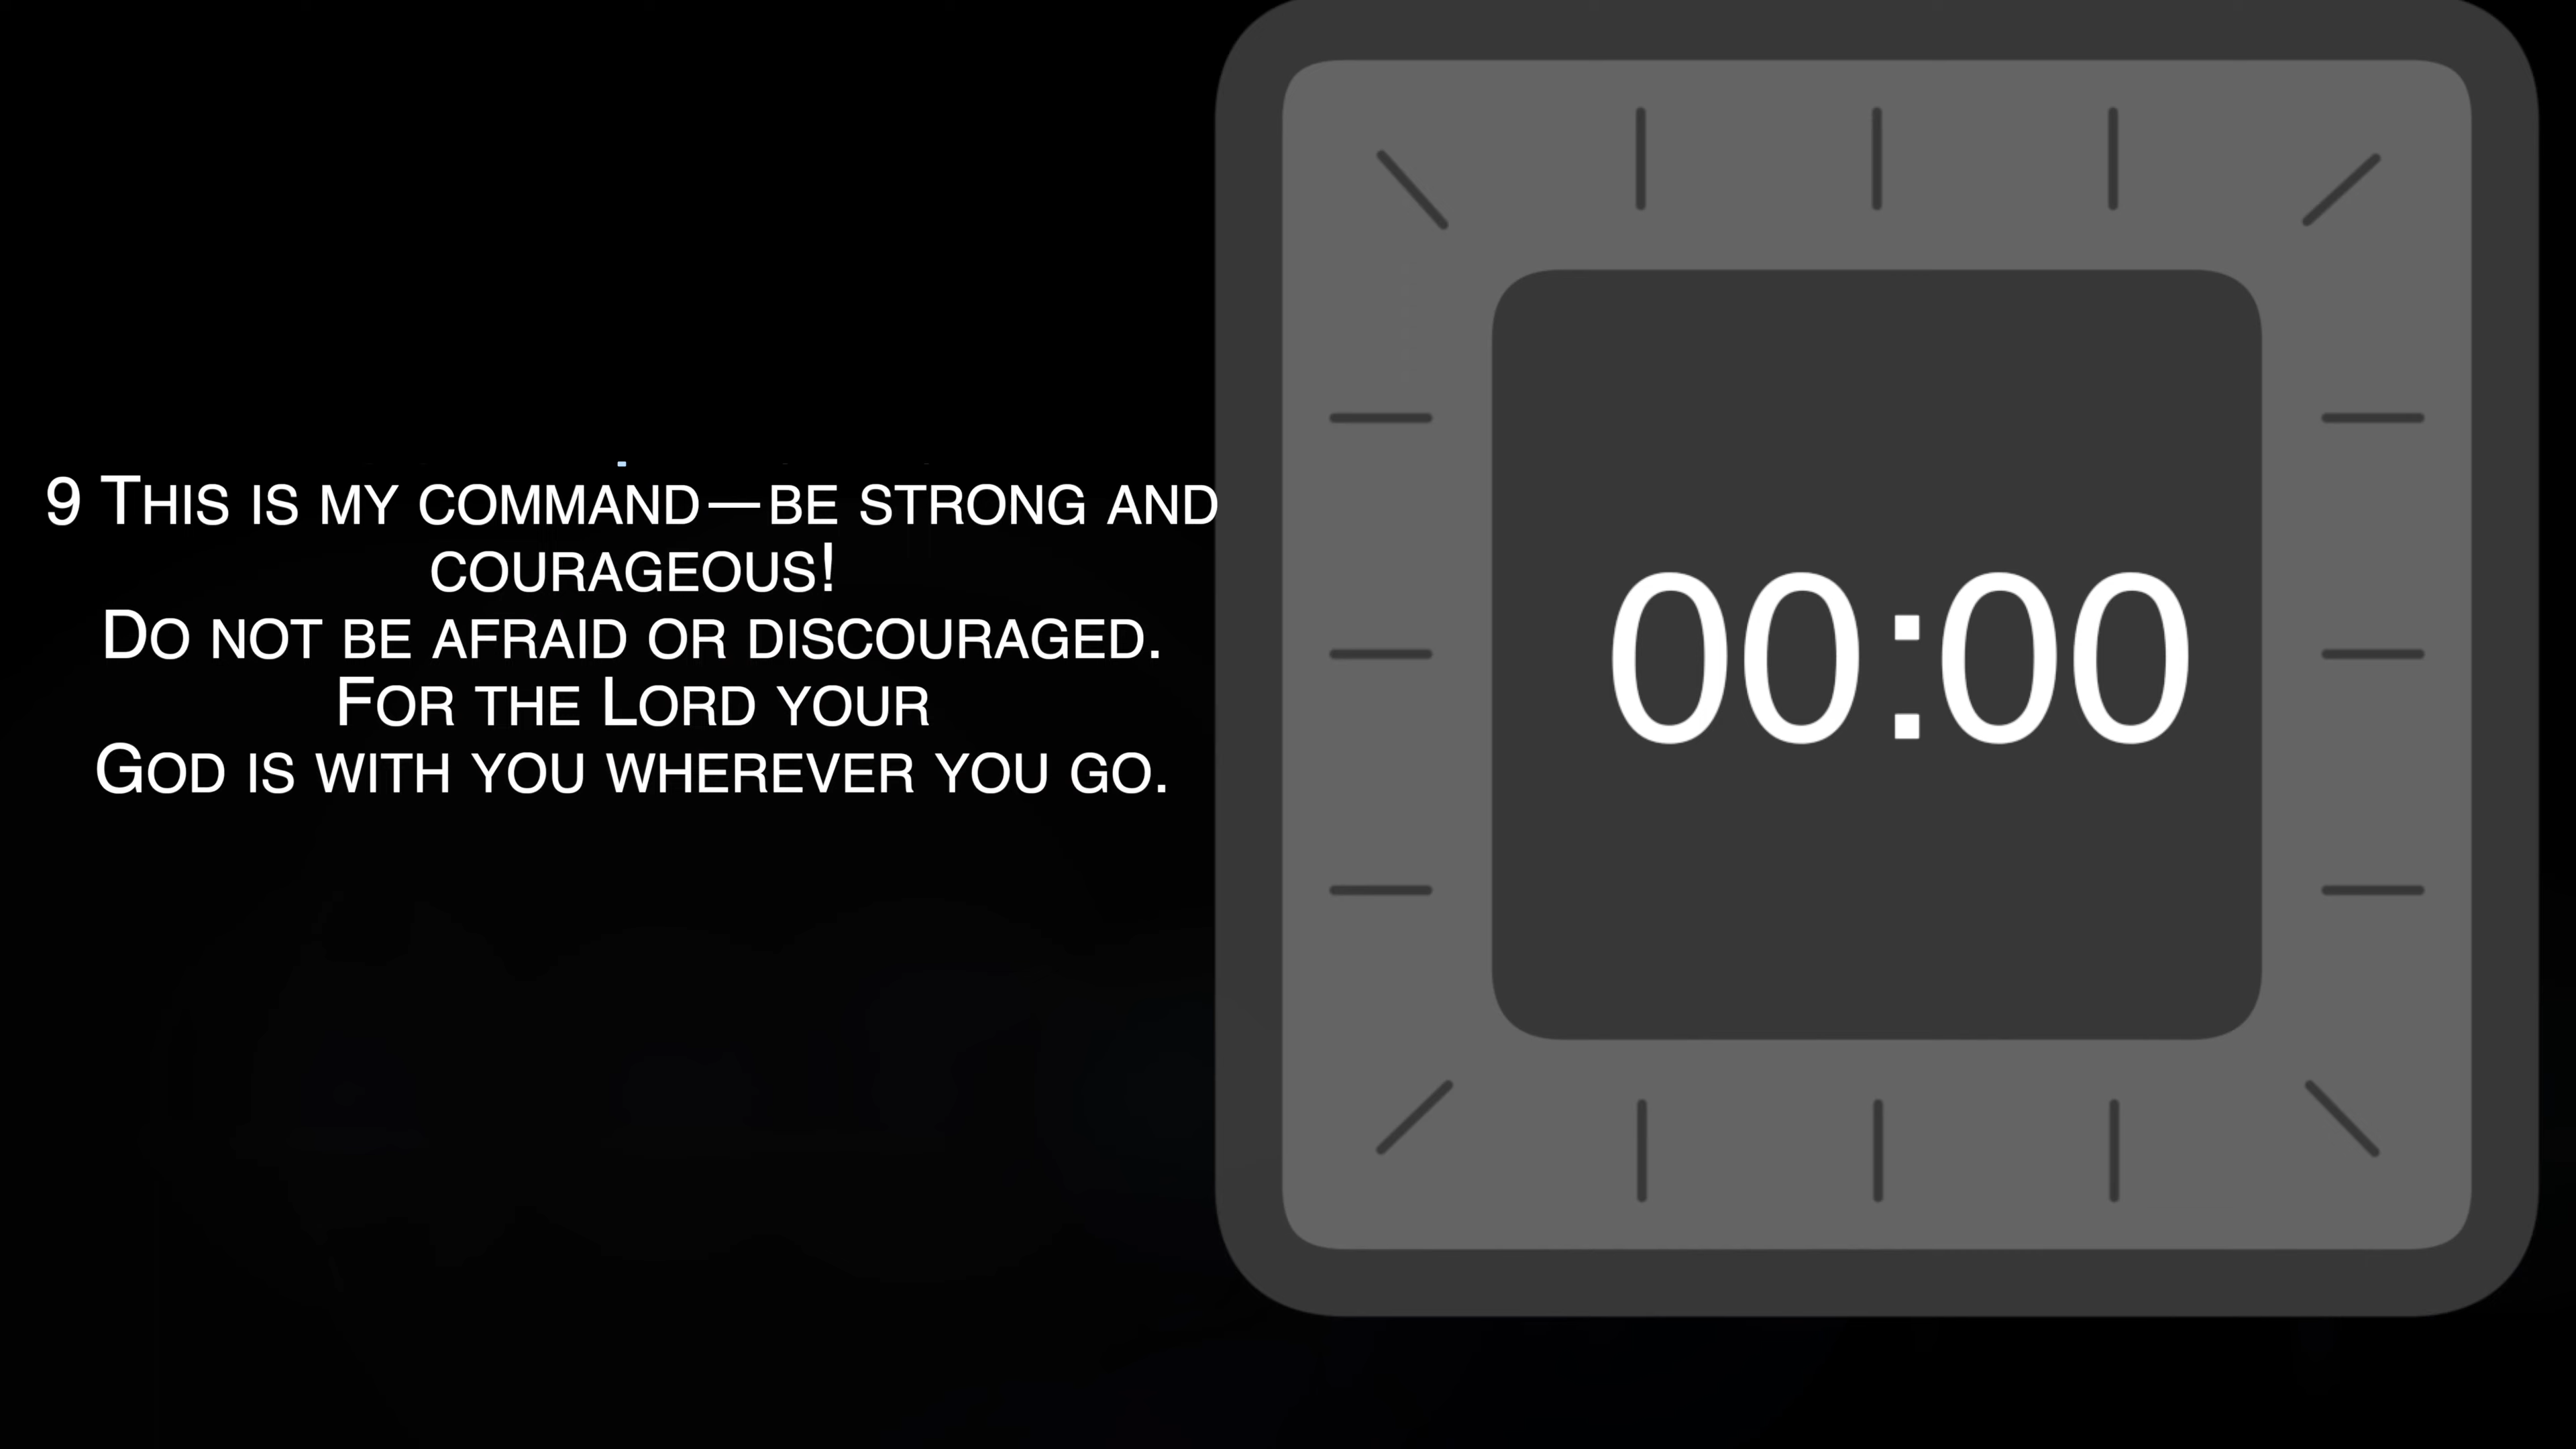 9 This is my command—be strong and
courageous!
Do not be afraid or discouraged.
For the Lord your
God is with you wherever you go.
00:00